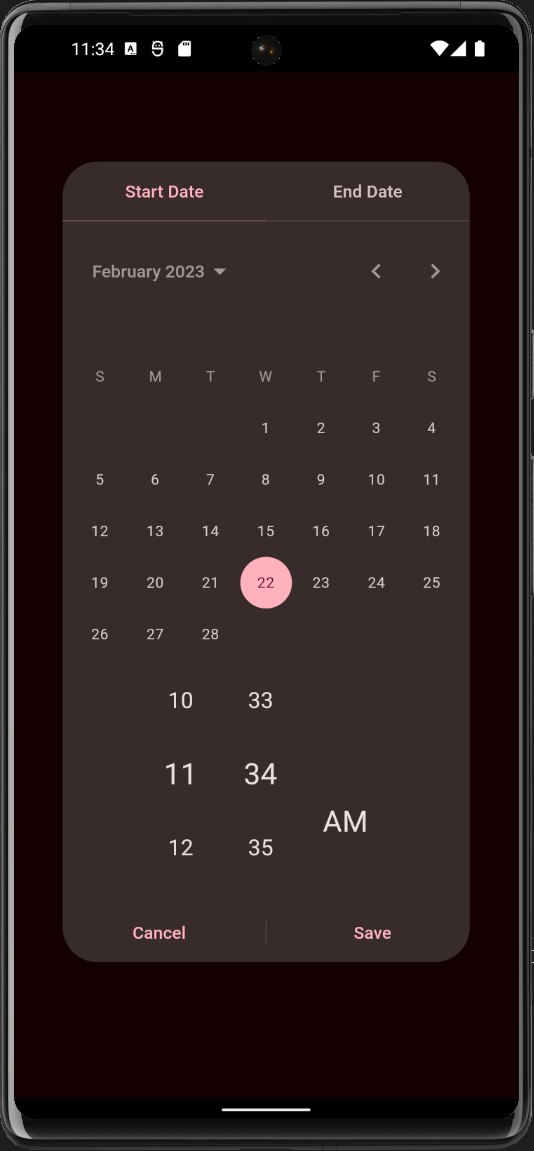 11:34
Start Date End Date
February 2023
S M T W T F S
1 2 3 4
5 6 7 8 9 10 11
12 13 14 15 16 17 18
19 20 21 22 23 24 25
26 27 28
10 33
11 34
AM
12 35
Cancel Save